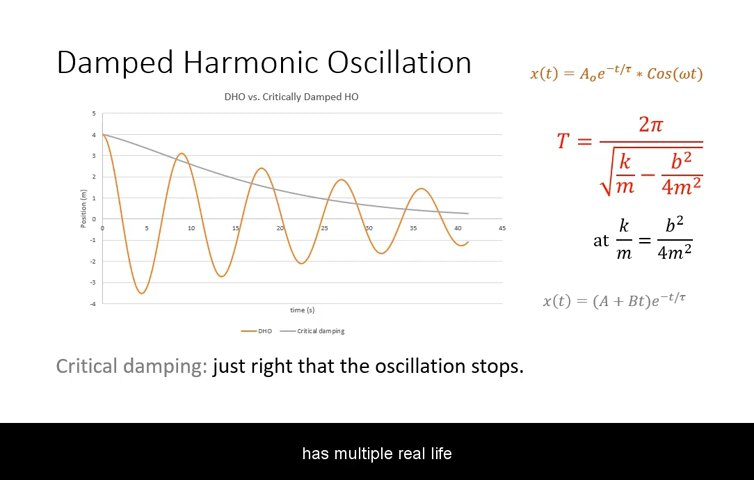 Damped Harmonic Oscillation
x(t) = A₀e^{-t/τ} * Cos(ωt)
DHO vs. Critically Damped HO
T = 2π / √(k/m − b²/4m²)
at k/m = b²/4m²
x(t) = (A + Bt)e^{-t/τ}
Position (m)
5
4
3
2
1
0
-1
-2
-3
-4
0 5 10 15 20 25 30 35 40 45
time (s)
DHO Critical damping
Critical damping: just right that the oscillation stops.
has multiple real life